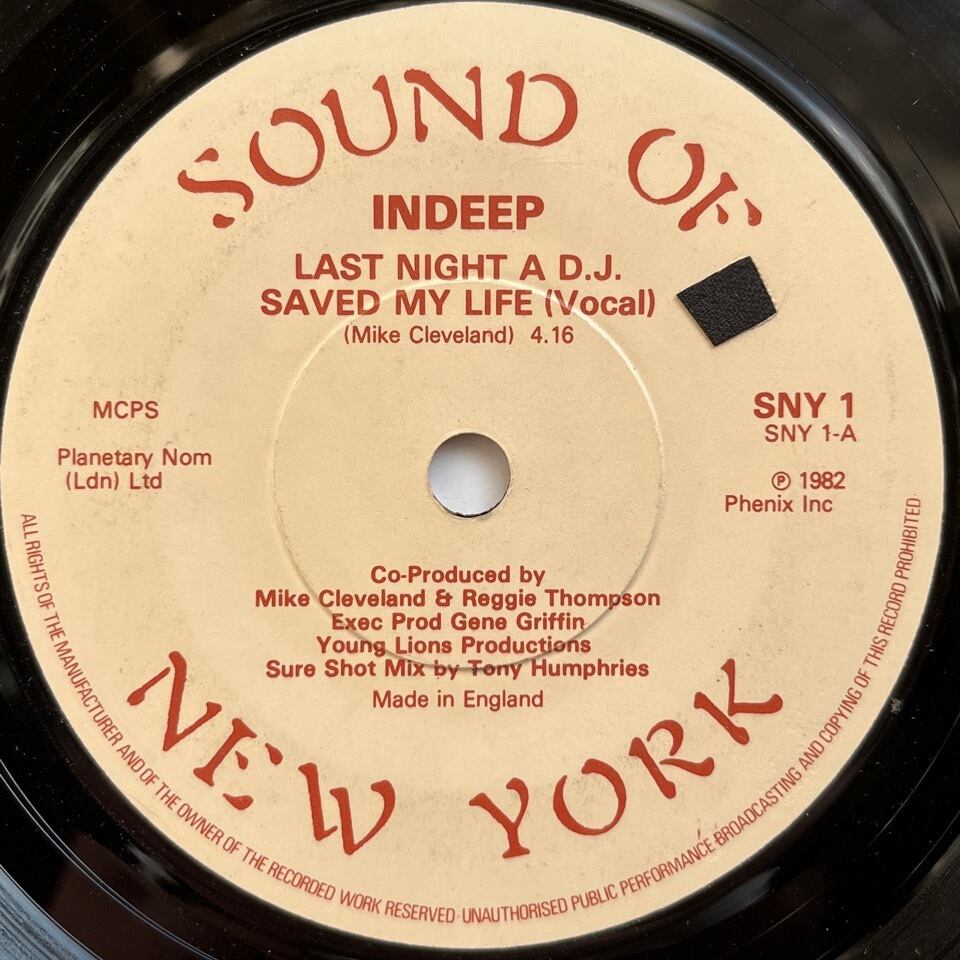 SOUND OF
INDEEP
LAST NIGHT A D.J.
SAVED MY LIFE (Vocal)
(Mike Cleveland) 4.16
MCPS
Planetary Nom
(Ldn) Ltd
SNY 1
SNY 1-A
℗ 1982
Phenix Inc
Co-Produced by
Mike Cleveland & Reggie Thompson
Exec Prod Gene Griffin
Young Lions Productions
Sure Shot Mix by Tony Humphries
Made in England
NEW YORK
ALL RIGHTS OF THE MANUFACTURER AND OF THE OWNER OF THE RECORDED WORK RESERVED·UNAUTHORISED PUBLIC PERFORMANCE BROADCASTING AND COPYING OF THIS RECORD PROHIBITED·